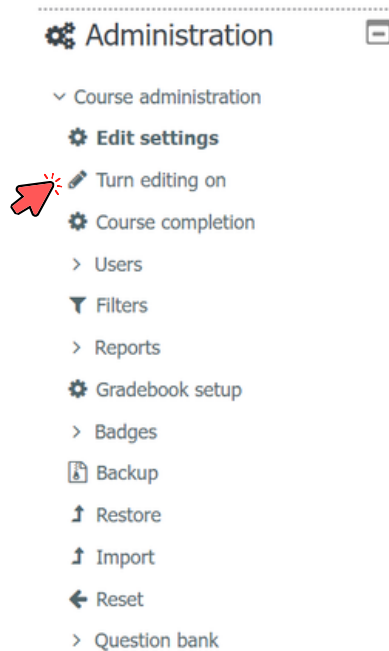 Administration
Course administration
Edit settings
Turn editing on
Course completion
Users
Filters
Reports
Gradebook setup
Badges
Backup
Restore
Import
Reset
Question bank